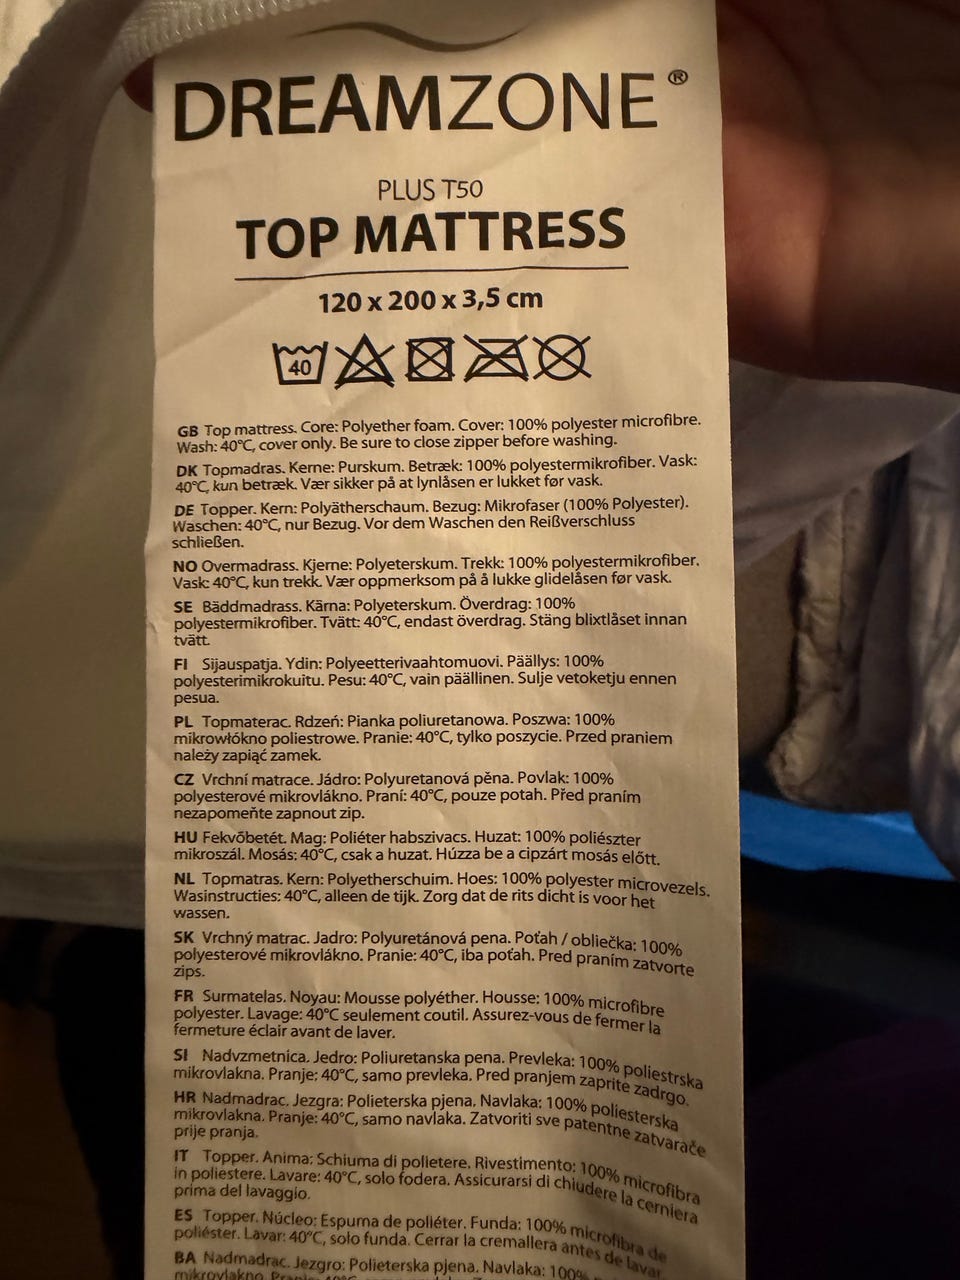 DREAMZONE®
PLUS T50
TOP MATTRESS
120 x 200 x 3,5 cm
40
GB Top mattress. Core: Polyether foam. Cover: 100% polyester microfibre.
Wash: 40°C, cover only. Be sure to close zipper before washing.
DK Topmadras. Kerne: Purskum. Betræk: 100% polyestermikrofiber. Vask:
40°C, kun betræk. Vær sikker på at lynlåsen er lukket før vask.
DE Topper. Kern: Polyätherschaum. Bezug: Mikrofaser (100% Polyester).
Waschen: 40°C, nur Bezug. Vor dem Waschen den Reißverschluss
schließen.
NO Overmadrass. Kjerne: Polyeterskum. Trekk: 100% polyestermikrofiber.
Vask: 40°C, kun trekk. Vær oppmerksom på å lukke glidelåsen før vask.
SE Bäddmadrass. Kärna: Polyeterskum. Överdrag: 100%
polyestermikrofiber. Tvätt: 40°C, endast överdrag. Stäng blixtlåset innan
tvätt.
FI Sijauspatja. Ydin: Polyeetterivaahtomuovi. Päällys: 100%
polyesterimikrokuitu. Pesu: 40°C, vain päällinen. Sulje vetoketju ennen
pesua.
PL Topmaterac. Rdzeń: Pianka poliuretanowa. Poszwa: 100%
mikrowłókno poliestrowe. Pranie: 40°C, tylko poszycie. Przed praniem
należy zapiąć zamek.
CZ Vrchní matrace. Jádro: Polyuretanová pěna. Povlak: 100%
polyesterové mikrovlákno. Praní: 40°C, pouze potah. Před praním
nezapomeňte zapnout zip.
HU Fekvőbetét. Mag: Poliéter habszivacs. Huzat: 100% poliészter
mikroszál. Mosás: 40°C, csak a huzat. Húzza be a cipzárt mosás előtt.
NL Topmatras. Kern: Polyetherschuim. Hoes: 100% polyester microvezels.
Wasinstructies: 40°C, alleen de tijk. Zorg dat de rits dicht is voor het
wassen.
SK Vrchný matrac. Jadro: Polyuretánová pena. Poťah / obliečka: 100%
polyesterové mikrovlákno. Pranie: 40°C, iba poťah. Pred praním zatvorte
zips.
FR Surmatelas. Noyau: Mousse polyéther. Housse: 100% microfibre
polyester. Lavage: 40°C seulement coutil. Assurez-vous de fermer la
fermeture éclair avant de laver.
SI Nadvzmetnica. Jedro: Poliuretanska pena. Prevleka: 100% poliestrska
mikrovlakna. Pranje: 40°C, samo prevleka. Pred pranjem zaprite zadrgo.
HR Nadmadrac. Jezgra: Polieterska pjena. Navlaka: 100% poliesterska
mikrovlakna. Pranje: 40°C, samo navlaka. Zatvoriti sve patentne zatvarače
prije pranja.
IT Topper. Anima: Schiuma di polietere. Rivestimento: 100% microfibra
in poliestere. Lavare: 40°C, solo fodera. Assicurarsi di chiudere la cerniera
prima del lavaggio.
ES Topper. Núcleo: Espuma de poliéter. Funda: 100% microfibra de
poliéster. Lavar: 40°C, solo funda. Cerrar la cremallera antes de lavar
BA Nadmadrac. Jezgro: Polieterska pjena. Navlaka: 100%
mikrovlakno. 40°C